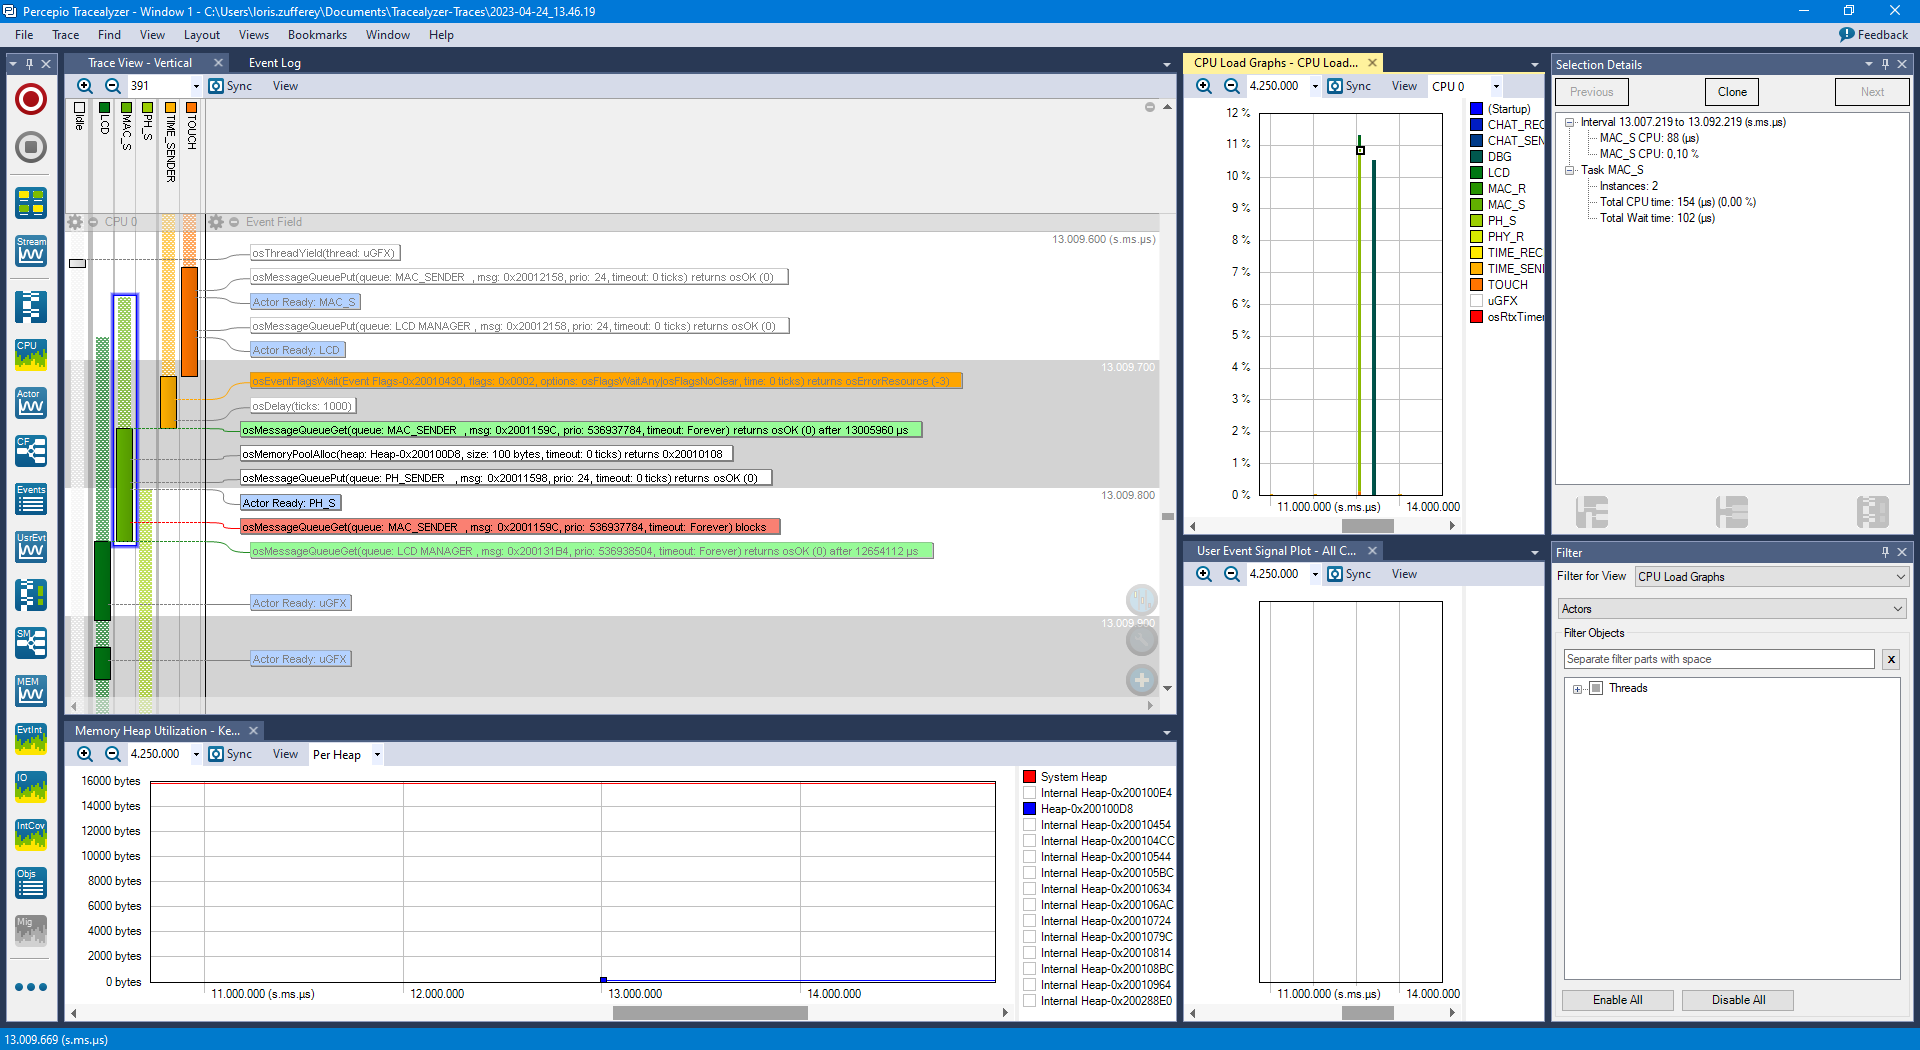 Percepio Tracealyzer - Window 1 - C:\Users\loris.zufferey\Documents\Tracealyzer-Traces\2023-04-24_13.46.19
File Trace Find View Layout Views Bookmarks Window Help Feedback
Stream
CPU
Actor
CF
Events
UsrEvt
SM
MEM
EvtInt
IO
IntCov
Objs
Mig
Trace View - Vertical Event Log
391 Sync View
Idle
LCD
MAC_S
PH_S
TIME_SENDER
TOUCH
CPU 0 Event Field
13.009.600 (s.ms.µs)
osThreadYield(thread: uGFX)
osMessageQueuePut(queue: MAC_SENDER , msg: 0x20012158, prio: 24, timeout: 0 ticks) returns osOK (0)
Actor Ready: MAC_S
osMessageQueuePut(queue: LCD MANAGER , msg: 0x20012158, prio: 24, timeout: 0 ticks) returns osOK (0)
Actor Ready: LCD
13.009.700
osEventFlagsWait(Event Flags-0x20010430, flags: 0x0002, options: osFlagsWaitAny|osFlagsNoClear, time: 0 ticks) returns osErrorResource (-3)
osDelay(ticks: 1000)
osMessageQueueGet(queue: MAC_SENDER , msg: 0x2001159C, prio: 536937784, timeout: Forever) returns osOK (0) after 13005960 µs
osMemoryPoolAlloc(heap: Heap-0x200100D8, size: 100 bytes, timeout: 0 ticks) returns 0x20010108
osMessageQueuePut(queue: PH_SENDER , msg: 0x20011598, prio: 24, timeout: 0 ticks) returns osOK (0)
13.009.800
Actor Ready: PH_S
osMessageQueueGet(queue: MAC_SENDER , msg: 0x2001159C, prio: 536937784, timeout: Forever) blocks
osMessageQueueGet(queue: LCD MANAGER , msg: 0x200131B4, prio: 536938504, timeout: Forever) returns osOK (0) after 12654112 µs
Actor Ready: uGFX
13.009.900
Actor Ready: uGFX
Memory Heap Utilization - Ke...
4.250.000 Sync View Per Heap
16000 bytes
14000 bytes
12000 bytes
10000 bytes
8000 bytes
6000 bytes
4000 bytes
2000 bytes
0 bytes
11.000.000 (s.ms.µs) 12.000.000 13.000.000 14.000.000
System Heap
Internal Heap-0x200100E4
Heap-0x200100D8
Internal Heap-0x20010454
Internal Heap-0x200104CC
Internal Heap-0x20010544
Internal Heap-0x200105BC
Internal Heap-0x20010634
Internal Heap-0x200106AC
Internal Heap-0x20010724
Internal Heap-0x2001079C
Internal Heap-0x20010814
Internal Heap-0x200108BC
Internal Heap-0x20010964
Internal Heap-0x200288E0
CPU Load Graphs - CPU Load...
4.250.000 Sync View CPU 0
12 %
11 %
10 %
9 %
8 %
7 %
6 %
5 %
4 %
3 %
2 %
1 %
0 %
11.000.000 (s.ms.µs) 14.000.000
(Startup)
CHAT_REC
CHAT_SEN
DBG
LCD
MAC_R
MAC_S
PH_S
PHY_R
TIME_REC
TIME_SEN
TOUCH
uGFX
osRtxTimer
User Event Signal Plot - All C...
4.250.000 Sync View
11.000.000 (s.ms.µs) 14.000.000
Selection Details
Previous Clone Next
Interval 13.007.219 to 13.092.219 (s.ms.µs)
MAC_S CPU: 88 (µs)
MAC_S CPU: 0,10 %
Task MAC_S
Instances: 2
Total CPU time: 154 (µs) (0,00 %)
Total Wait time: 102 (µs)
Filter
Filter for View CPU Load Graphs
Actors
Filter Objects
Separate filter parts with space x
Threads
Enable All Disable All
13.009.669 (s.ms.µs)